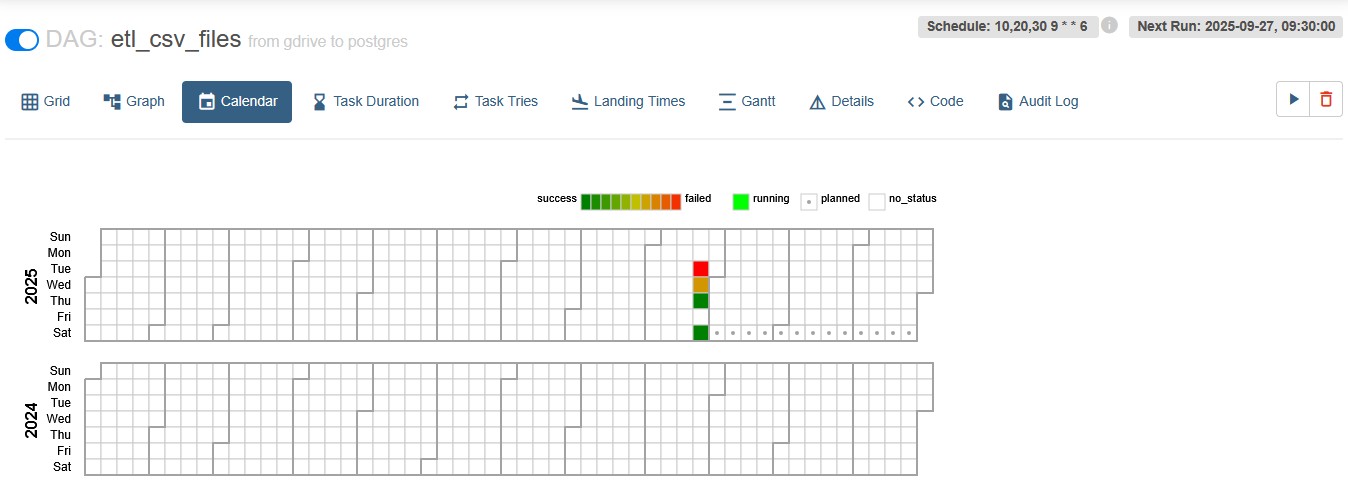 Schedule: 10,20,30 9 * * 6 i Next Run: 2025-09-27, 09:30:00
DAG: etl_csv_files from gdrive to postgres
Grid Graph Calendar Task Duration Task Tries Landing Times Gantt Details Code Audit Log
success failed running planned no_status
2025
Sun
Mon
Tue
Wed
Thu
Fri
Sat
2024
Sun
Mon
Tue
Wed
Thu
Fri
Sat